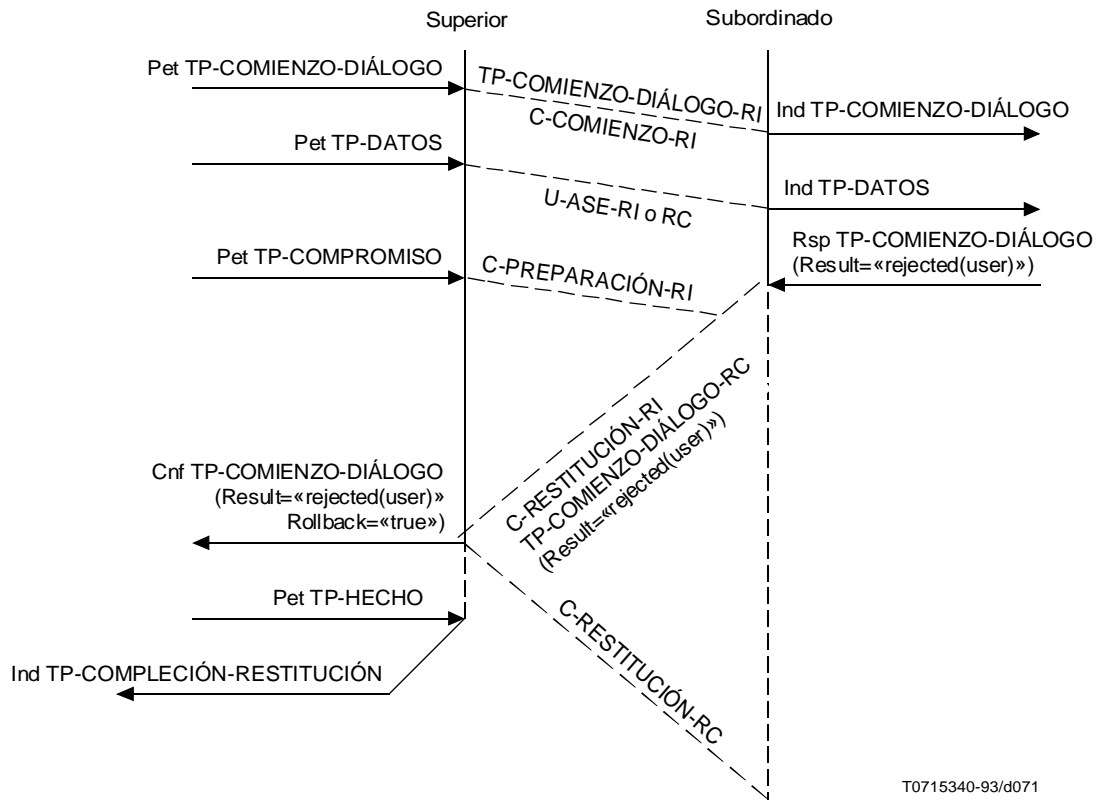 Superior
Subordinado
Pet TP-COMIENZO-DIÁLOGO
TP-COMIENZO-DIÁLOGO-RI
C-COMIENZO-RI
Ind TP-COMIENZO-DIÁLOGO
Pet TP-DATOS
U-ASE-RI o RC
Ind TP-DATOS
Rsp TP-COMIENZO-DIÁLOGO
(Result=«rejected(user)»)
Pet TP-COMPROMISO
C-PREPARACIÓN-RI
C-RESTITUCIÓN-RI
TP-COMIENZO-DIÁLOGO-RC
(Result=«rejected(user)»)
Cnf TP-COMIENZO-DIÁLOGO
(Result=«rejected(user)»
Rollback=«true»)
Pet TP-HECHO
C-RESTITUCIÓN-RC
Ind TP-COMPLECIÓN-RESTITUCIÓN
T0715340-93/d071